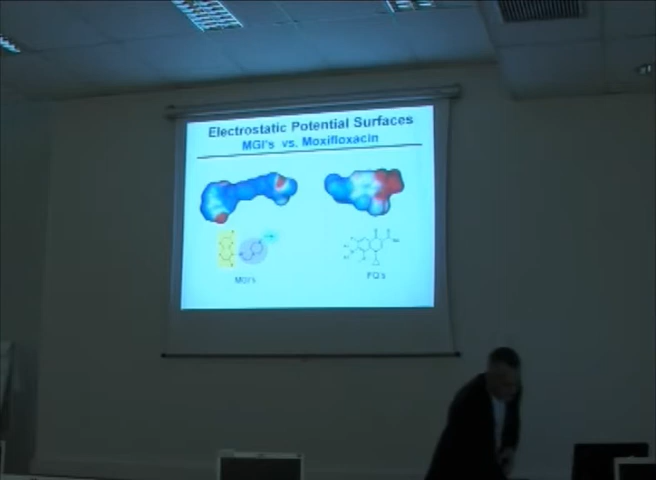 Electrostatic Potential Surfaces
MGI's vs. Moxifloxacin
MGI's
FQ's